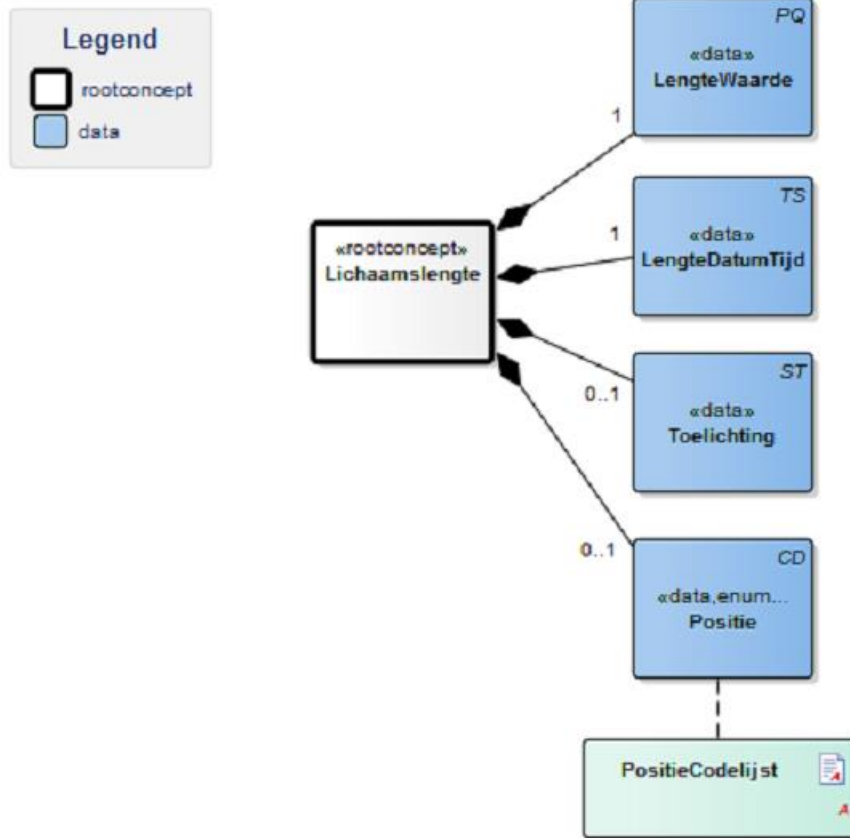 Legend
rootconcept
data
PQ
«data»
LengteWaarde
1
TS
«data»
LengteDatumTijd
1
«rootconcept»
Lichaamslengte
ST
«data»
Toelichting
0..1
CD
«data,enum...
Positie
0..1
PositieCodelijst
A
A